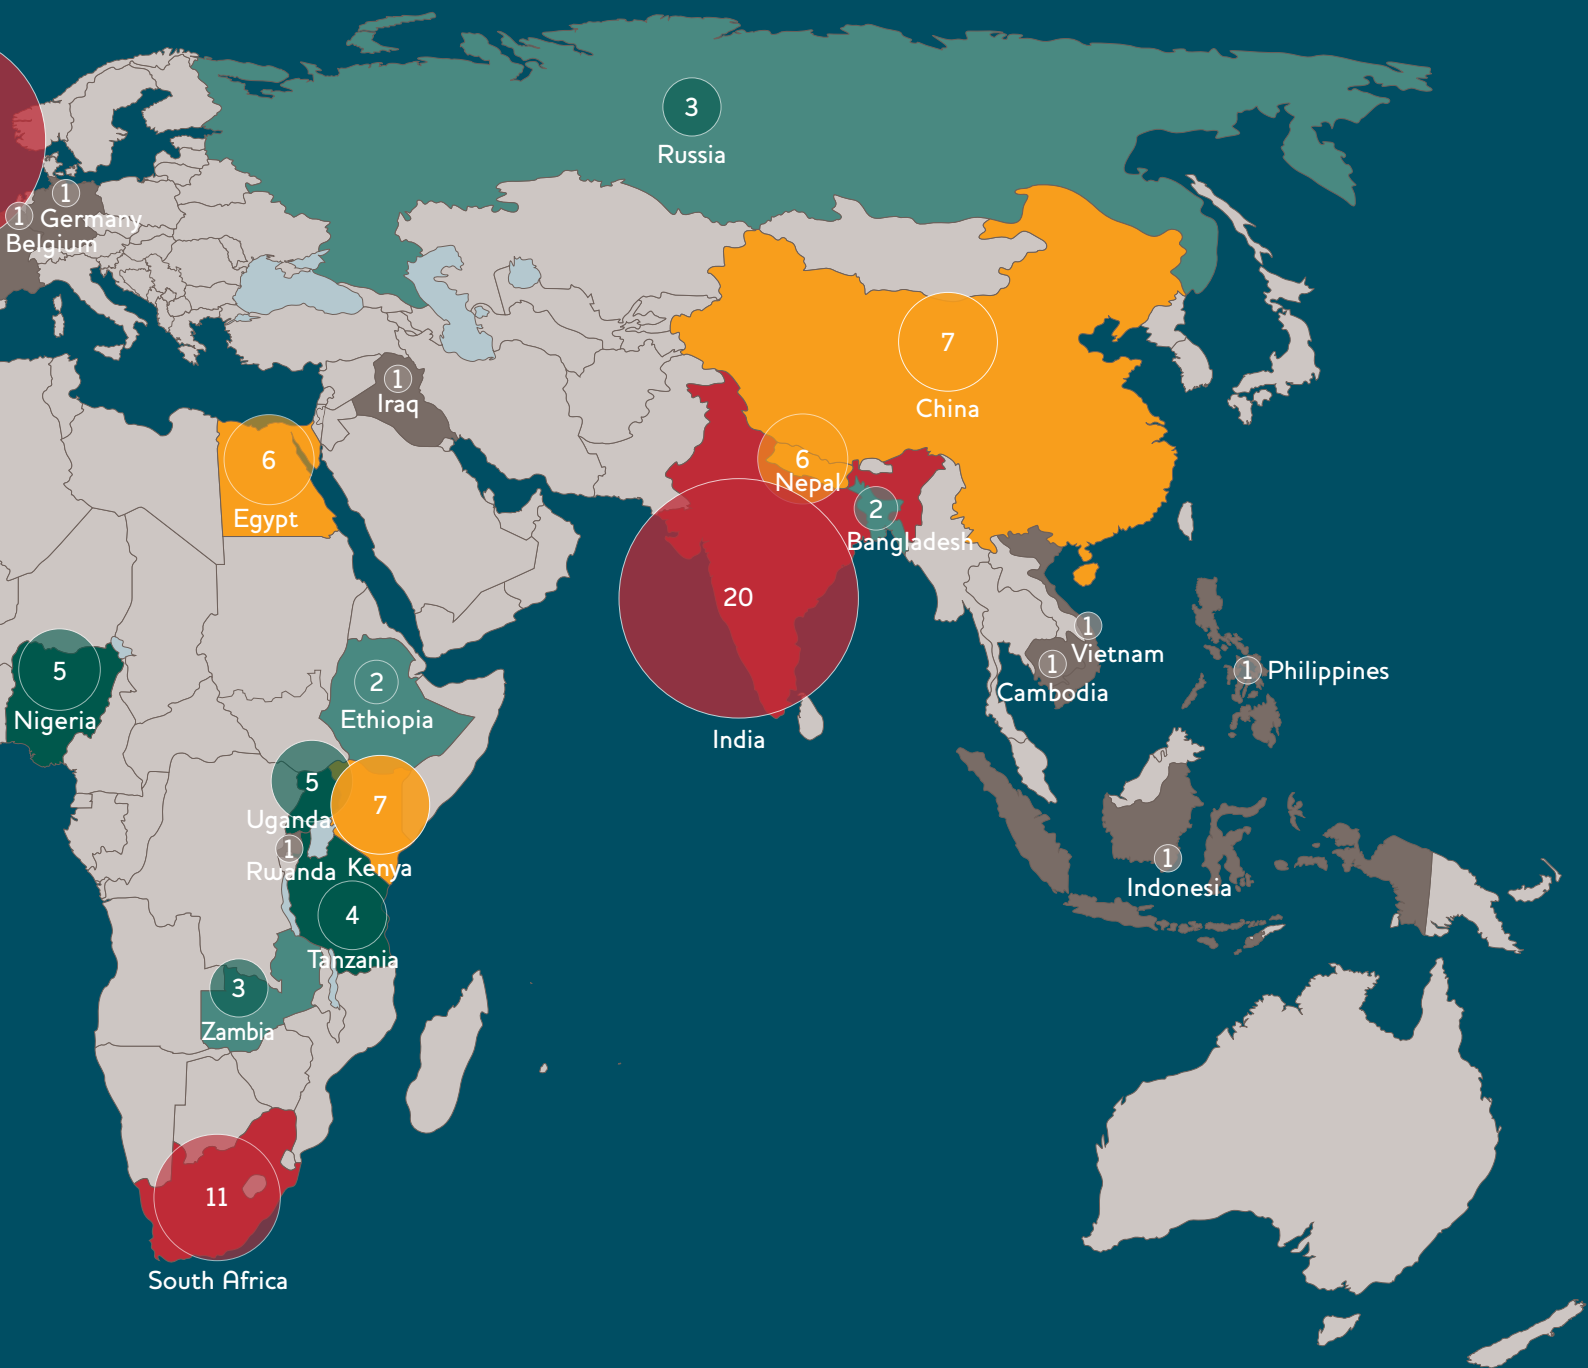 3
Russia
1
Germany
1
Belgium
7
China
1
Iraq
6
Egypt
6
Nepal
2
Bangladesh
20
India
1
Vietnam
1
Cambodia
1 Philippines
1
Indonesia
5
Nigeria
2
Ethiopia
5
Uganda
7
Kenya
1
Rwanda
4
Tanzania
3
Zambia
11
South Africa